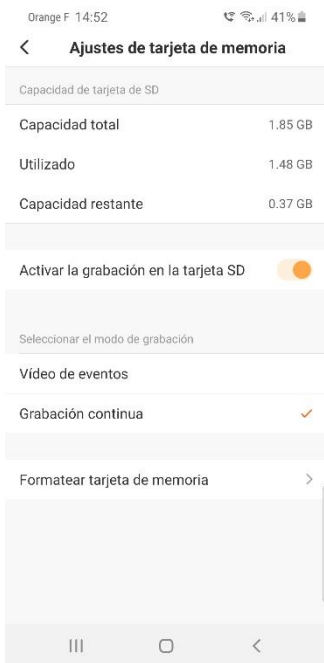 Orange F 14:52 41%
Ajustes de tarjeta de memoria
Capacidad de tarjeta de SD
Capacidad total 1.85 GB
Utilizado 1.48 GB
Capacidad restante 0.37 GB
Activar la grabación en la tarjeta SD
Seleccionar el modo de grabación
Vídeo de eventos
Grabación continua
Formatear tarjeta de memoria